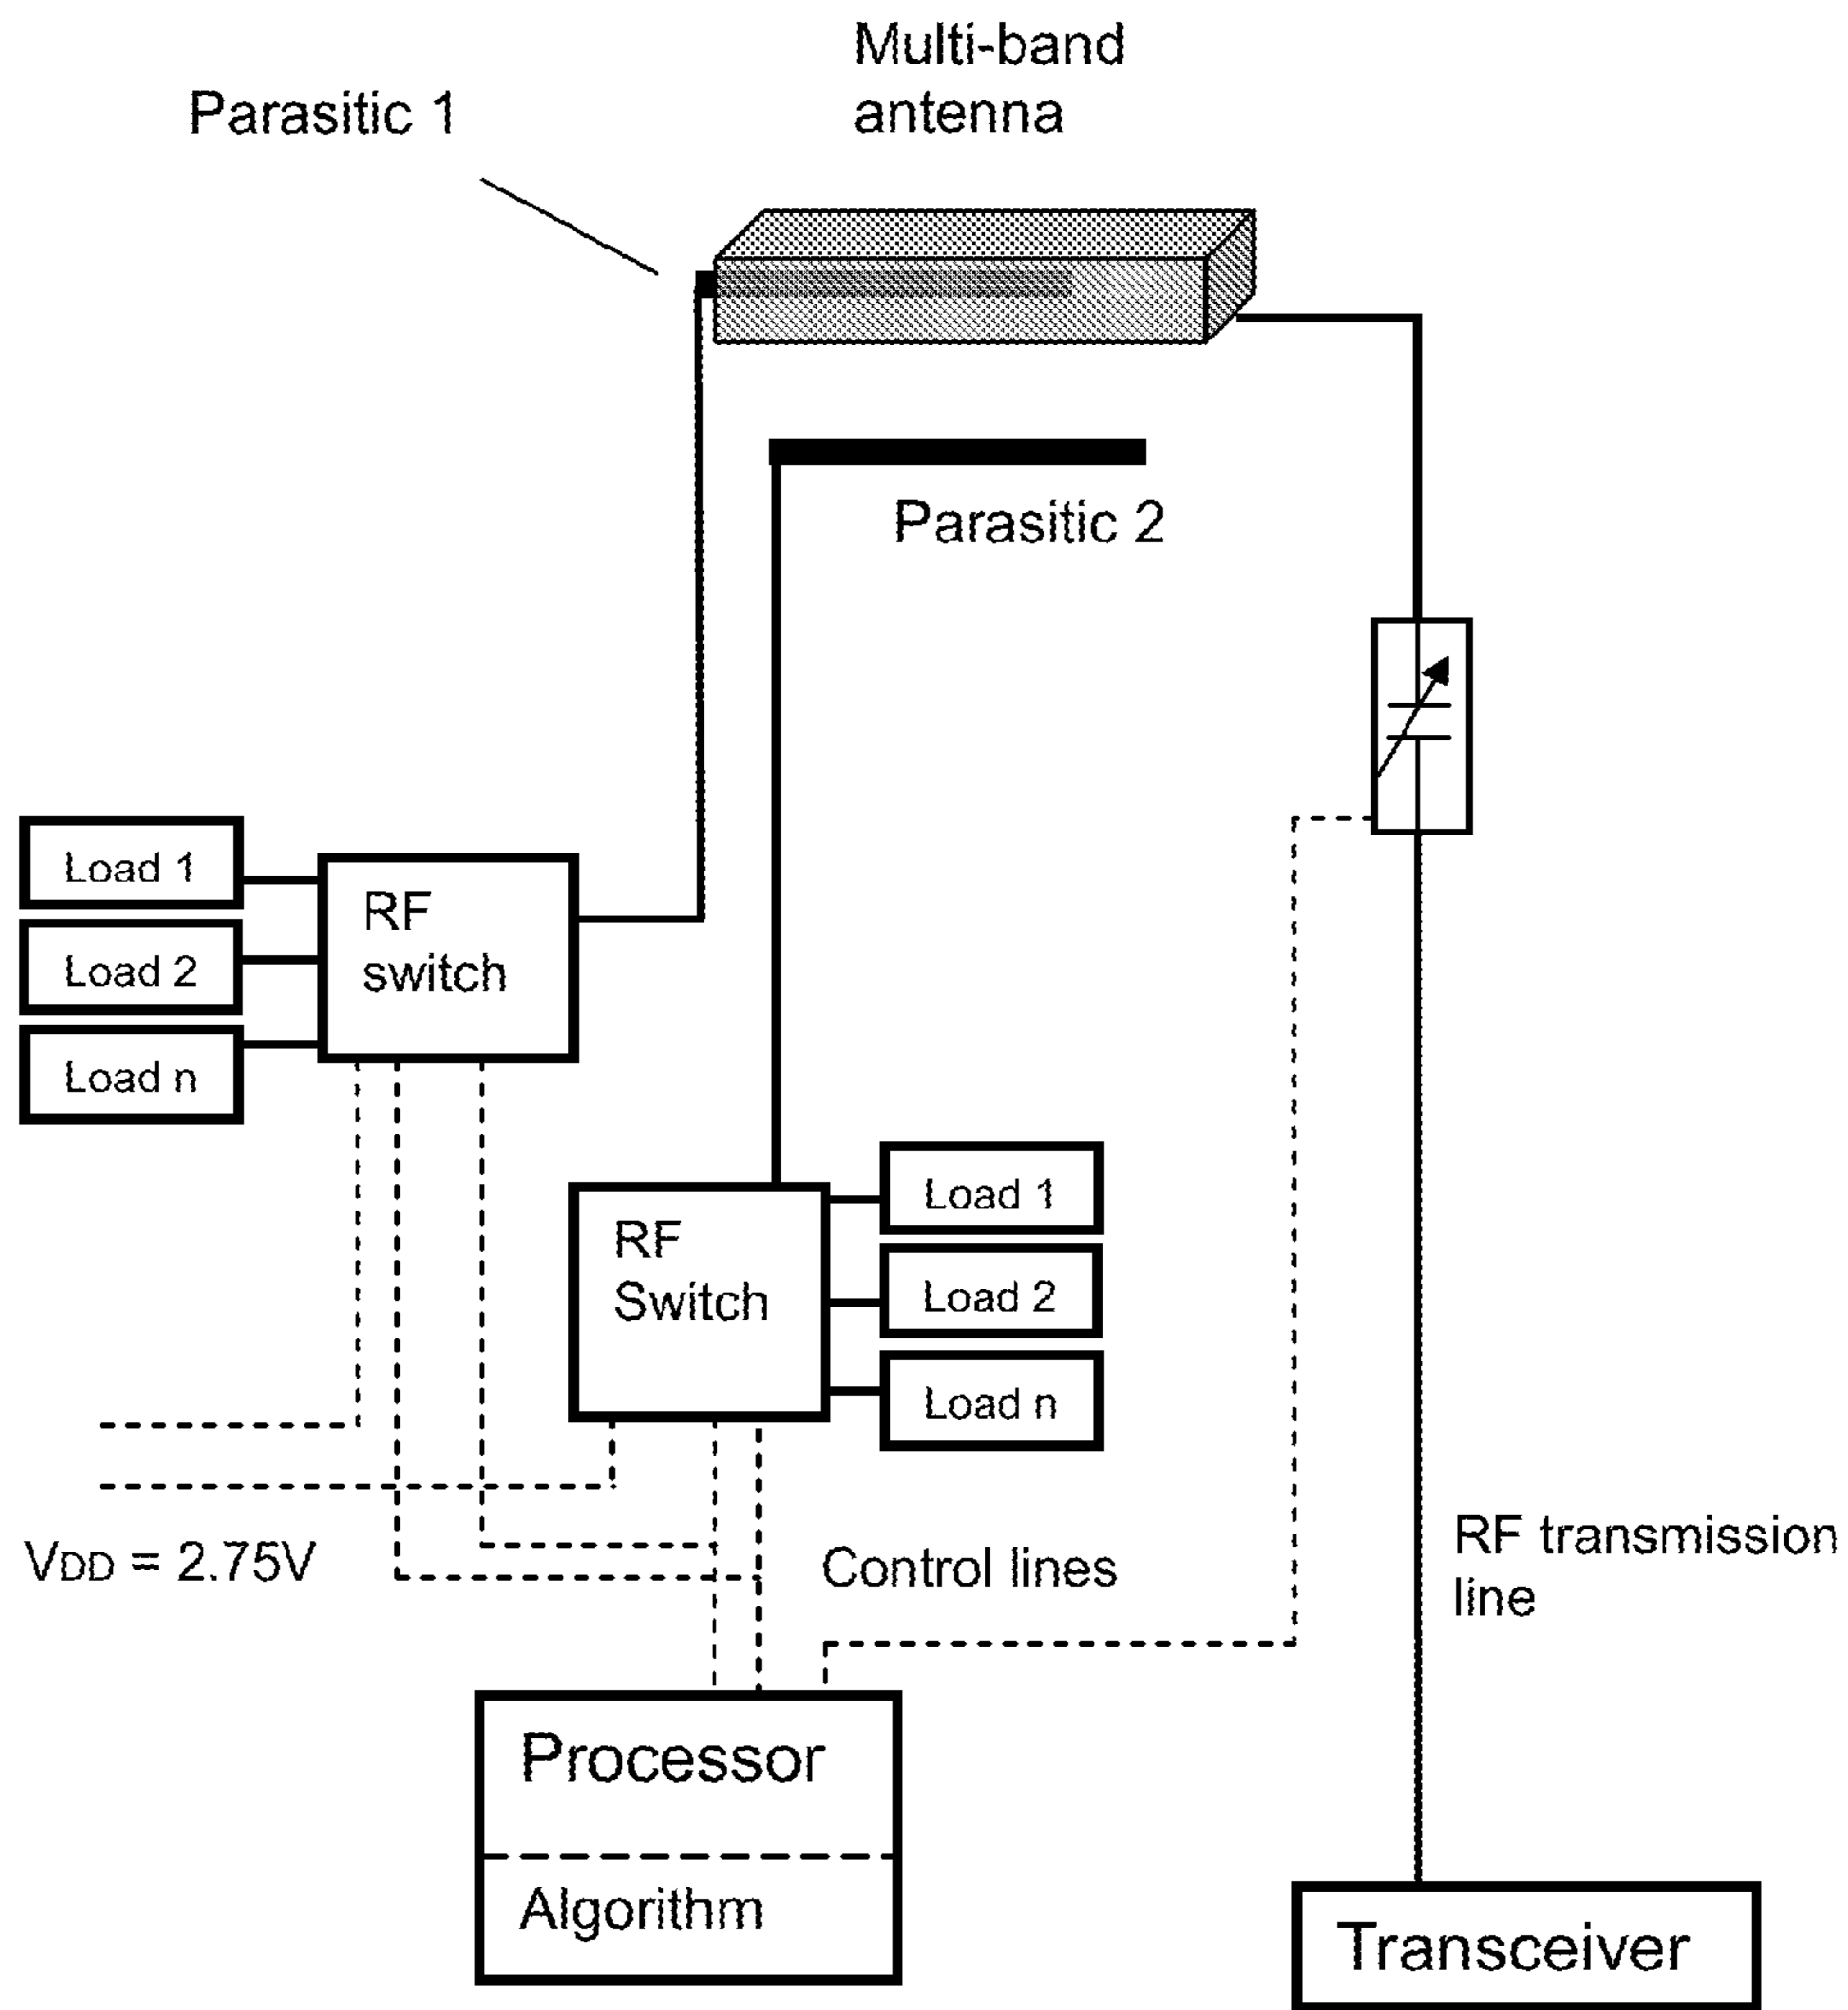 Multi-band
antenna
Parasitic 1
Parasitic 2
Load 1
Load 2
Load n
RF
switch
Load 1
Load 2
Load n
RF
Switch
VDD = 2.75V
Control lines
RF transmission
line
Processor
Algorithm
Transceiver